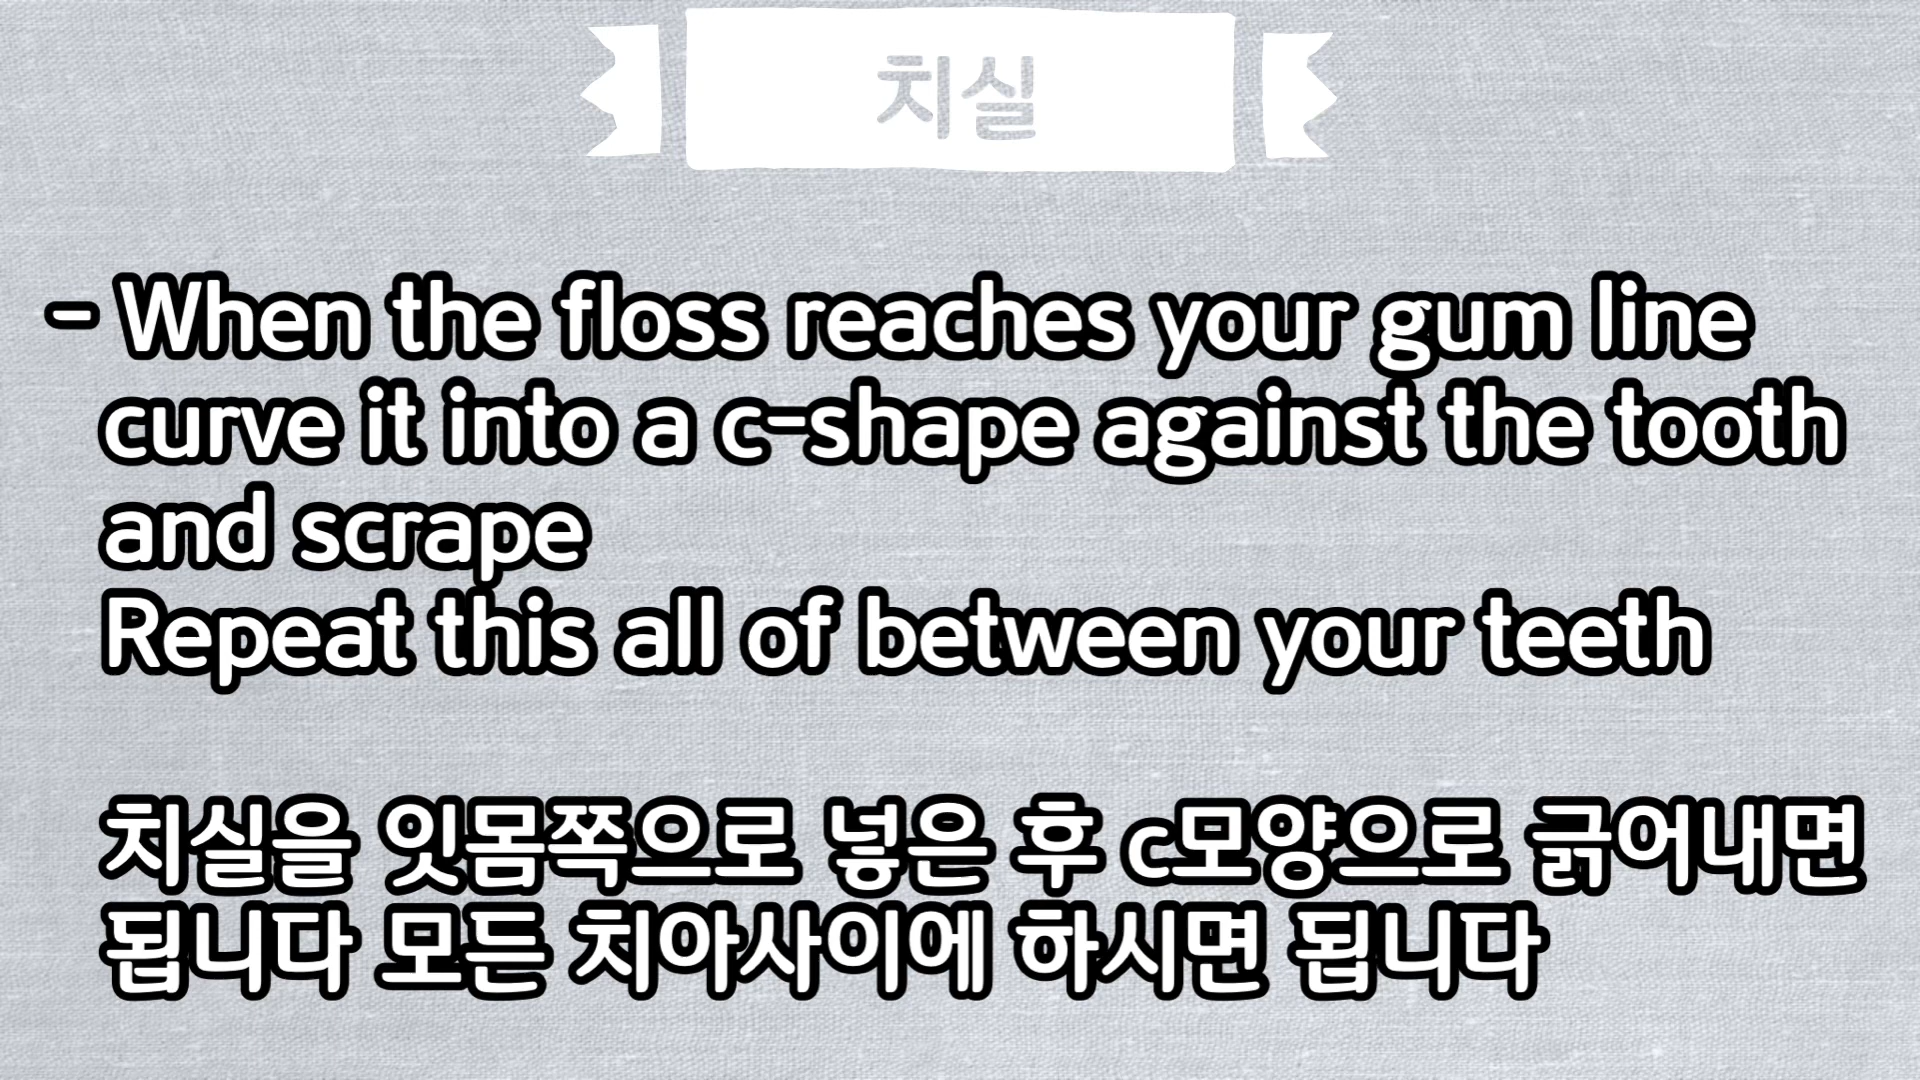 치실
- When the floss reaches your gum line
curve it into a c-shape against the tooth
and scrape
Repeat this all of between your teeth
치실을 잇몸쪽으로 넣은 후 c모양으로 긁어내면
됩니다 모든 치아사이에 하시면 됩니다